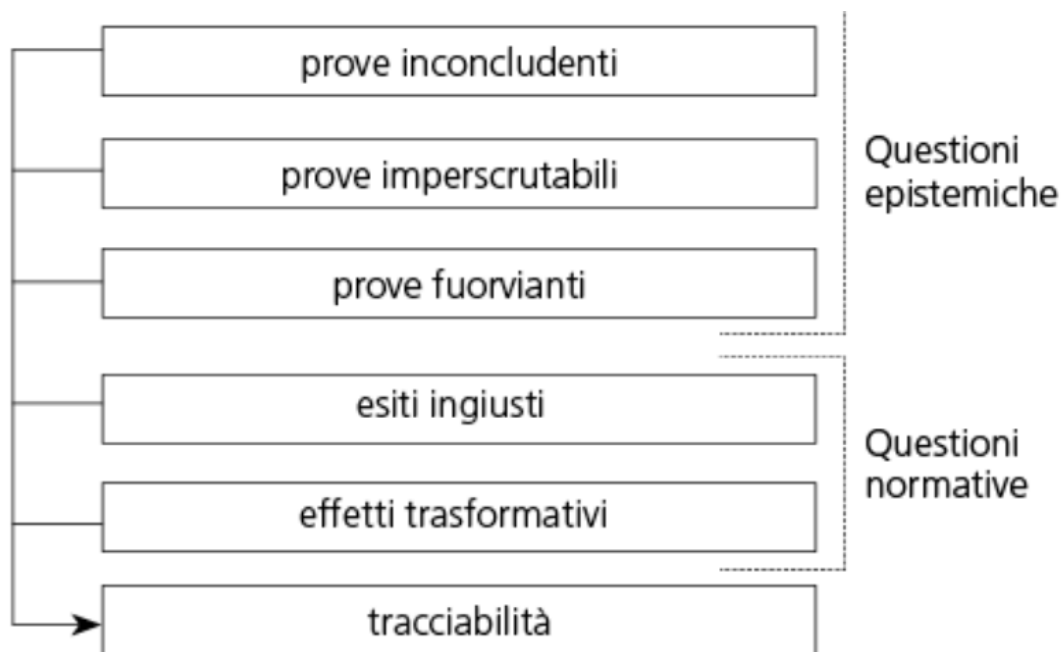 prove inconcludenti
prove imperscrutabili
Questioni
epistemiche
prove fuorvianti
esiti ingiusti
Questioni
normative
effetti trasformativi
tracciabilità